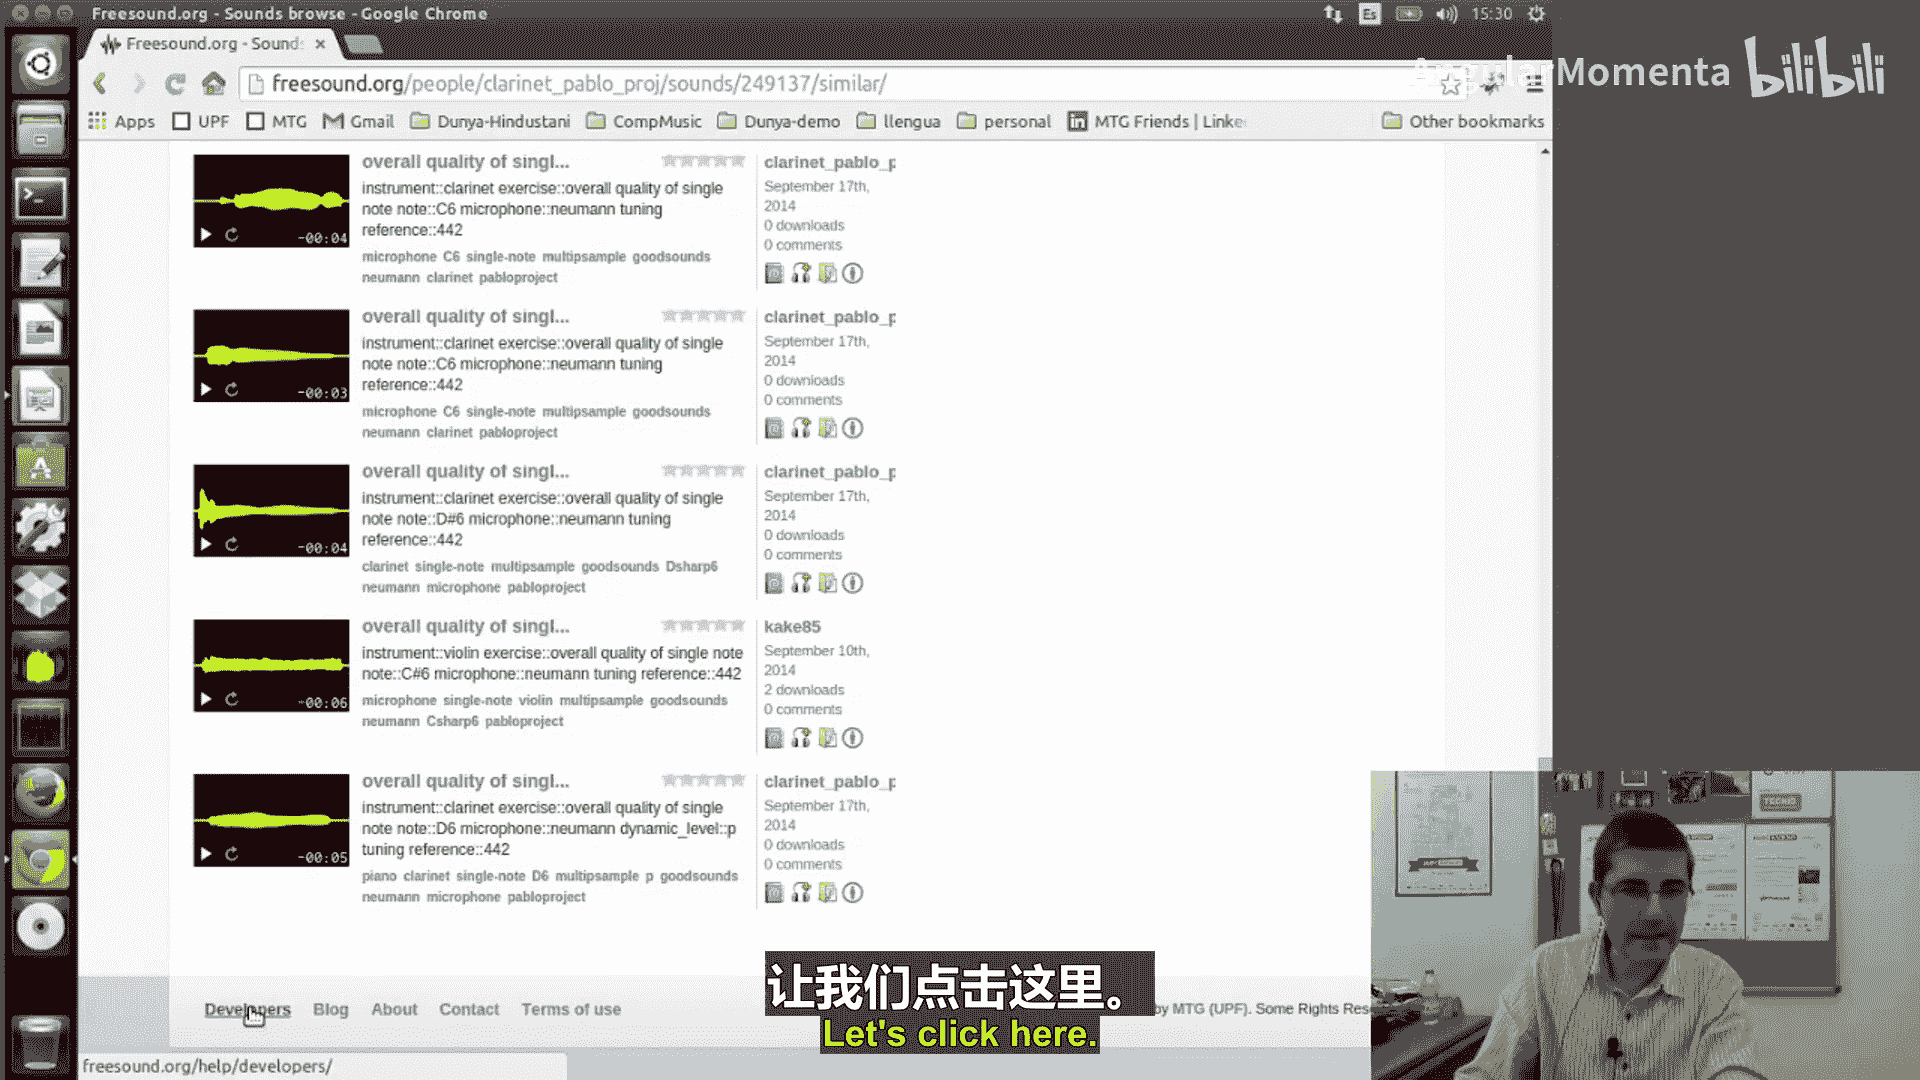 Freesound.org - Sounds browse - Google Chrome
Es
15:30
Freesound.org - Sound
AngularMomenta bilibili
freesound.org/people/clarinet_pablo_proj/sounds/249137/similar/
Apps UPF MTG Gmail Dunya-Hindustani CompMusic Dunya-demo llengua personal MTG Friends | Linke Other bookmarks
overall quality of singl...
instrument::clarinet exercise::overall quality of single
note note::C6 microphone::neumann tuning
reference::442
microphone C6 single-note multipsample goodsounds
neumann clarinet pabloproject
-00:04
clarinet_pablo_p
September 17th,
2014
0 downloads
0 comments
overall quality of singl...
instrument::clarinet exercise::overall quality of single
note note::C6 microphone::neumann tuning
reference::442
microphone C6 single-note multipsample goodsounds
neumann clarinet pabloproject
-00:03
clarinet_pablo_p
September 17th,
2014
0 downloads
0 comments
overall quality of singl...
instrument::clarinet exercise::overall quality of single
note note::D#6 microphone::neumann tuning
reference::442
clarinet single-note multipsample goodsounds Dsharp6
neumann microphone pabloproject
-00:04
clarinet_pablo_p
September 17th,
2014
0 downloads
0 comments
overall quality of singl...
instrument::violin exercise::overall quality of single note
note::C#6 microphone::neumann tuning reference::442
microphone single-note violin multipsample goodsounds
neumann Csharp6 pabloproject
-00:06
kake85
September 10th,
2014
2 downloads
0 comments
overall quality of singl...
instrument::clarinet exercise::overall quality of single
note note::D6 microphone::neumann dynamic_level::p
tuning reference::442
piano clarinet single-note D6 multipsample p goodsounds
neumann microphone pabloproject
-00:05
clarinet_pablo_p
September 17th,
2014
0 downloads
0 comments
Developers Blog About Contact Terms of use
by MTG (UPF). Some Rights Res
让我们点击这里。
Let's click here.
freesound.org/help/developers/